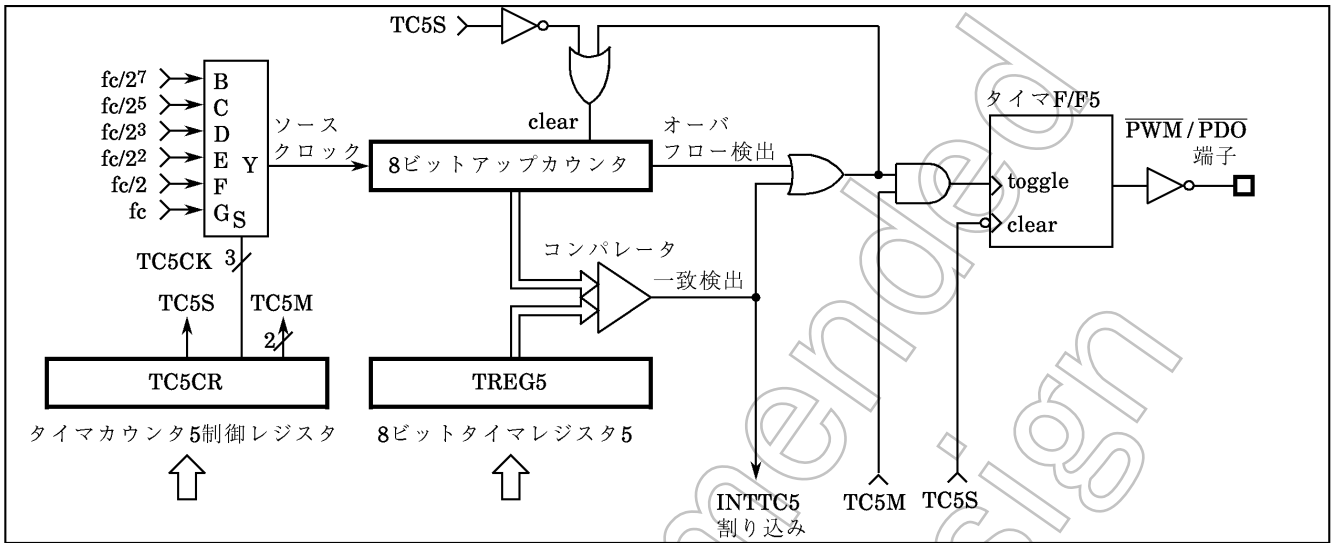 TC5S
fc/2⁷
fc/2⁵
fc/2³
fc/2²
fc/2
fc
B
C
D
E
F
G
Y
S
ソース
クロック
clear
8ビットアップカウンタ
オーバ
フロー検出
タイマF/F5
toggle
clear
PWM / PDO
端子
コンパレータ
一致検出
TC5CK
3
TC5S
TC5M
2
TC5CR
TREG5
タイマカウンタ5制御レジスタ
8ビットタイマレジスタ5
INTTC5
割り込み
TC5M
TC5S
mmended
sign